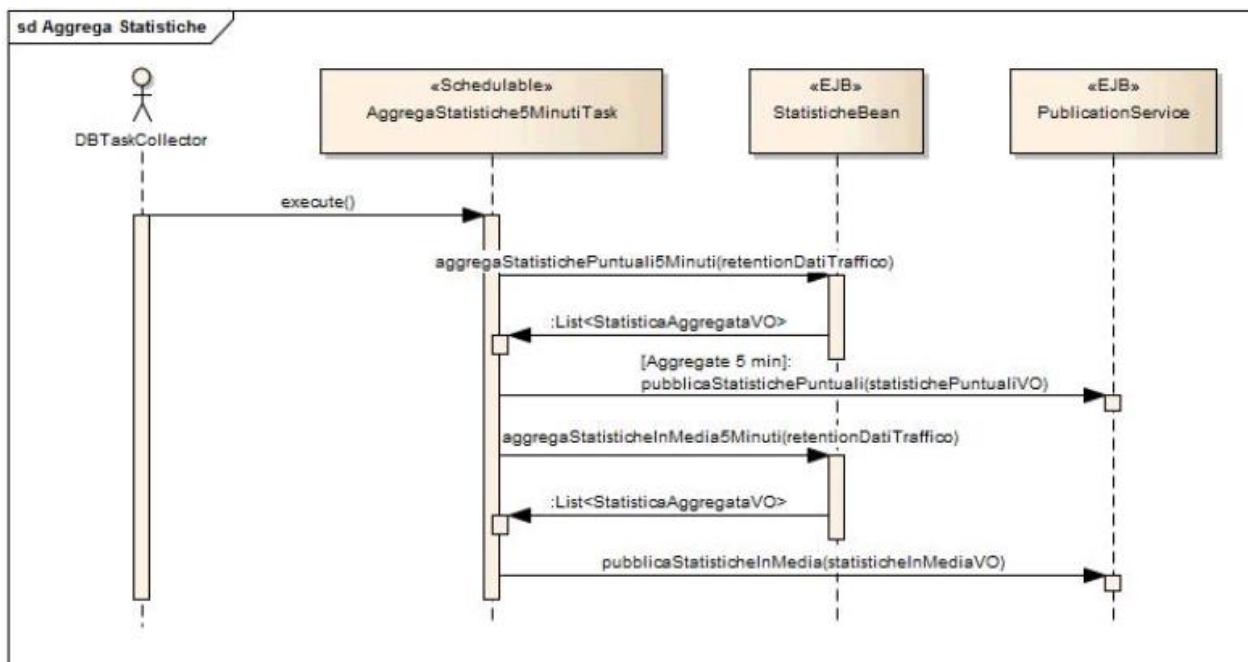 sd Aggrega Statistiche
«Schedulable»
AggregaStatistiche5MinutiTask
«EJB»
StatisticheBean
«EJB»
PublicationService
DBTaskCollector
execute()
aggregaStatistichePuntuali5Minuti(retentionDatiTraffico)
:List<StatisticaAggregataVO>
[Aggregate 5 min]:
pubblicaStatistichePuntuali(statistichePuntualiVO)
aggregaStatisticheInMedia5Minuti(retentionDatiTraffico)
:List<StatisticaAggregataVO>
pubblicaStatisticheInMedia(statisticheInMediaVO)